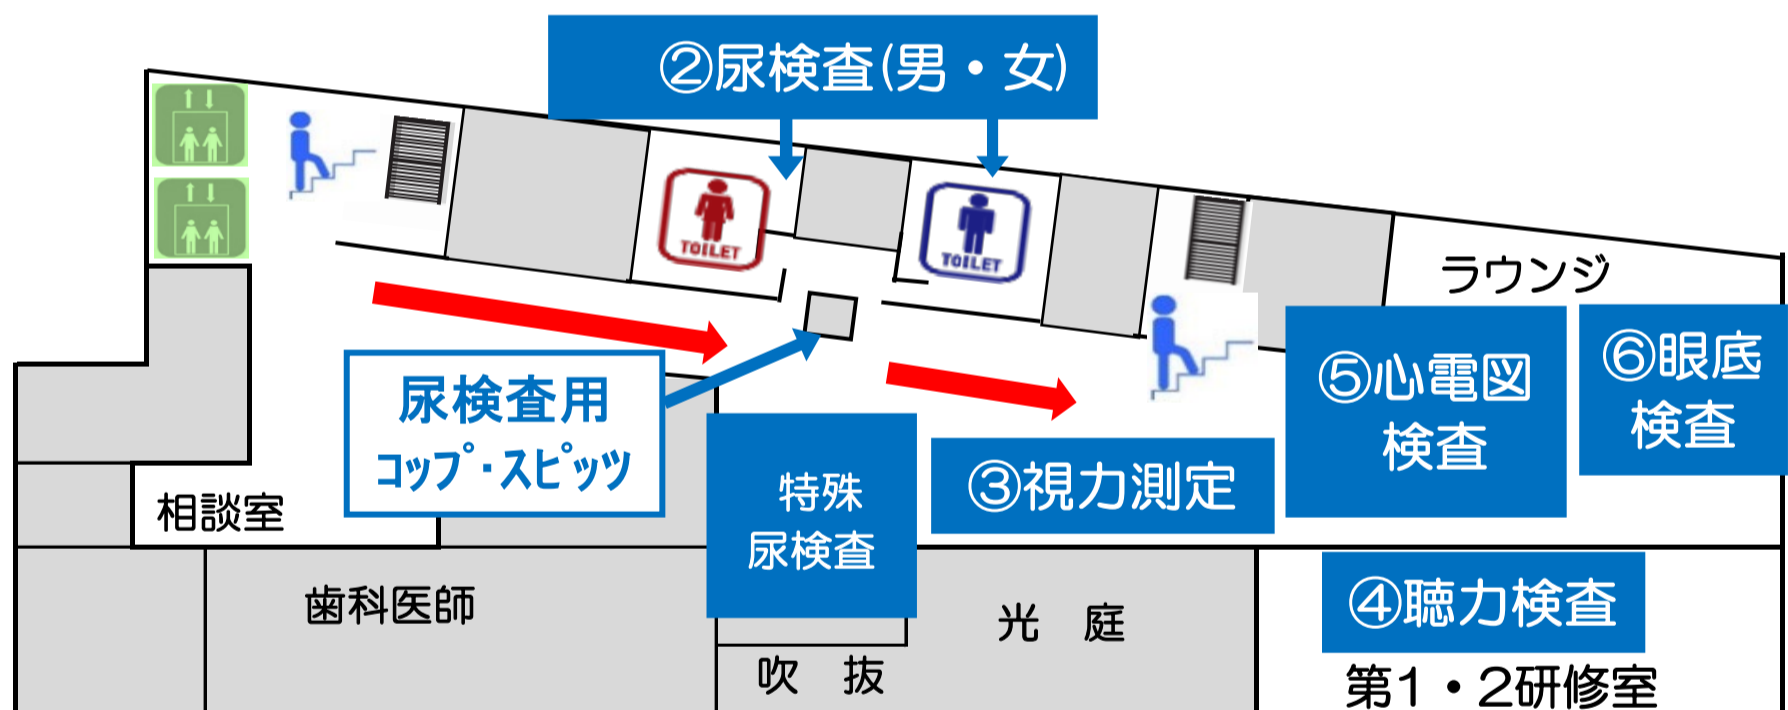 ②尿検査(男・女)
TOILET
TOILET
ラウンジ
尿検査用
コップ・スピッツ
⑤心電図
検査
⑥眼底
検査
③視力測定
特殊
尿検査
相談室
歯科医師
光 庭
④聴力検査
吹 抜
第1・2研修室